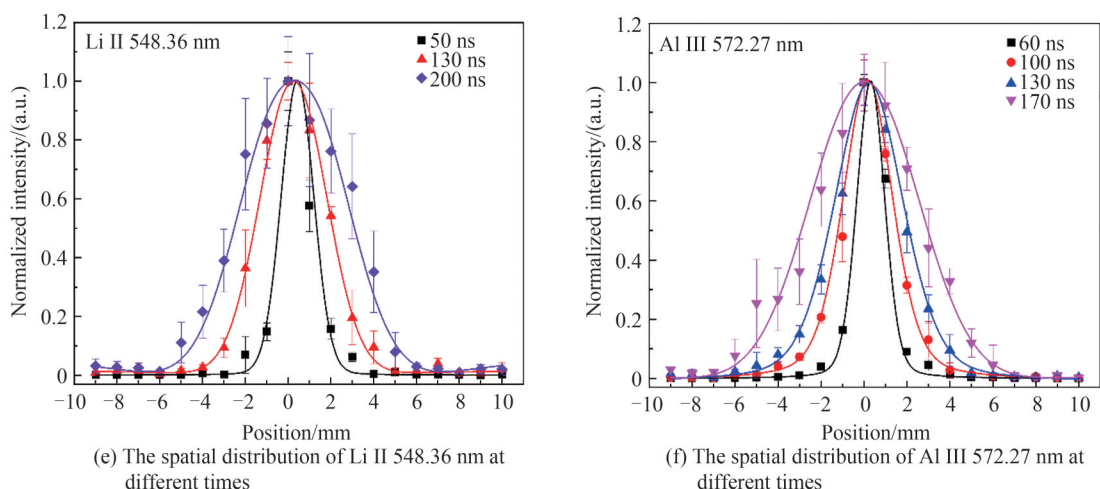 1.2
1.0
0.8
0.6
0.4
0.2
0
Normalized intensity/(a.u.)
Li II 548.36 nm
50 ns
130 ns
200 ns
−10 −8 −6 −4 −2 0 2 4 6 8 10
Position/mm
(e) The spatial distribution of Li II 548.36 nm at
different times
1.2
1.0
0.8
0.6
0.4
0.2
0
Normalized intensity/(a.u.)
Al III 572.27 nm
60 ns
100 ns
130 ns
170 ns
−10 −8 −6 −4 −2 0 2 4 6 8 10
Position/mm
(f) The spatial distribution of Al III 572.27 nm at
different times